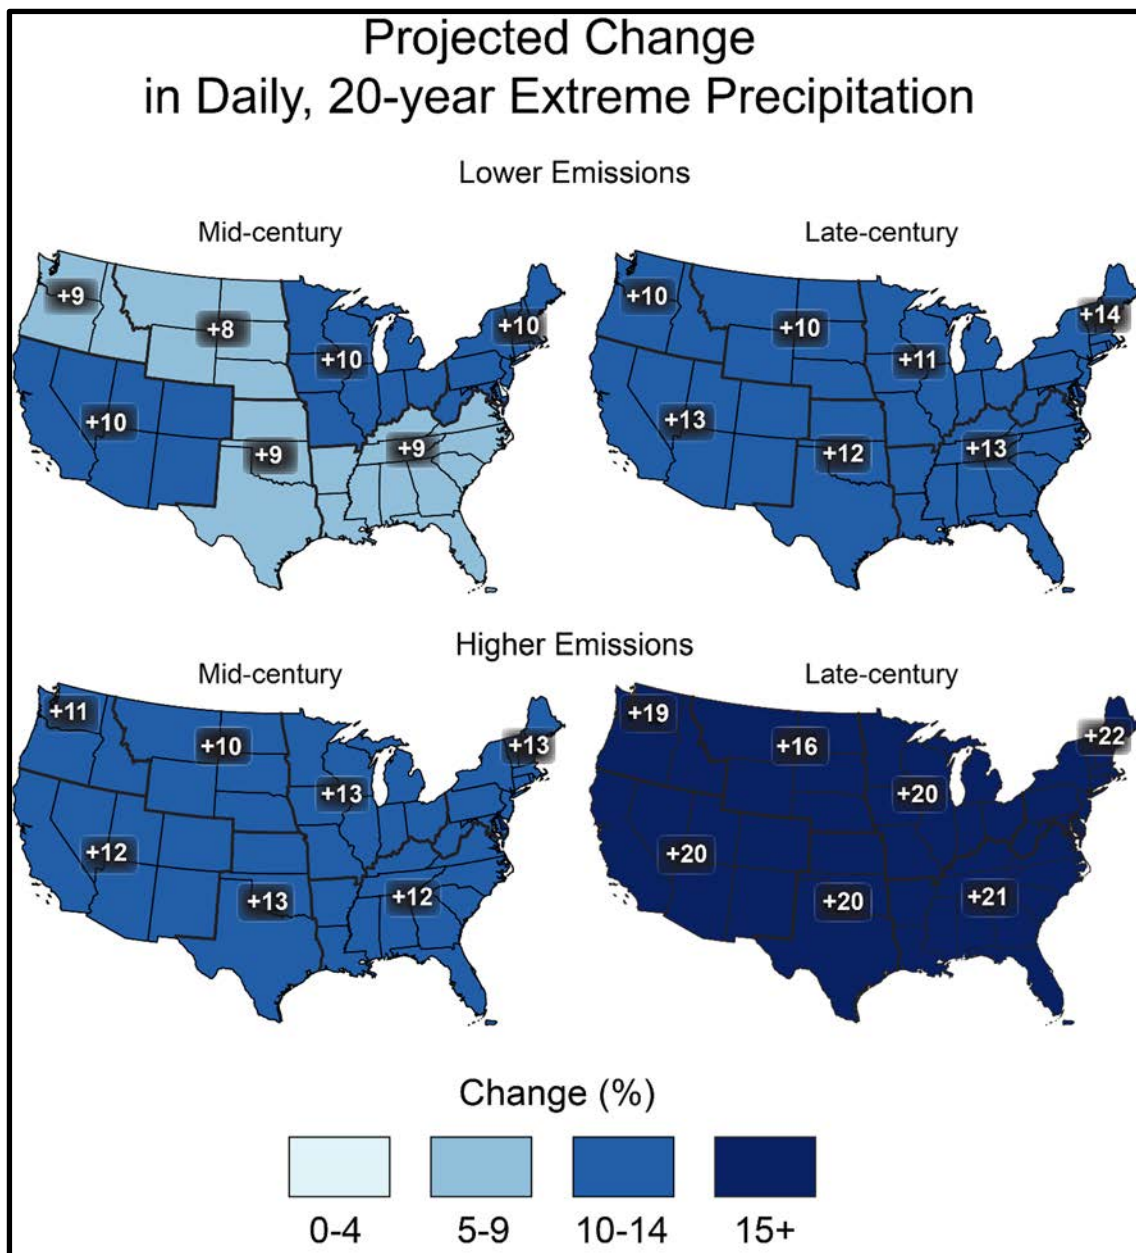 Projected Change
in Daily, 20-year Extreme Precipitation
Lower Emissions
Mid-century
+9
+8
+10
+10
+10
+9
+9
Late-century
+10
+10
+14
+11
+13
+12
+13
Higher Emissions
Mid-century
+11
+10
+13
+13
+12
+13
+12
Late-century
+19
+16
+22
+20
+20
+20
+21
Change (%)
0-4 5-9 10-14 15+